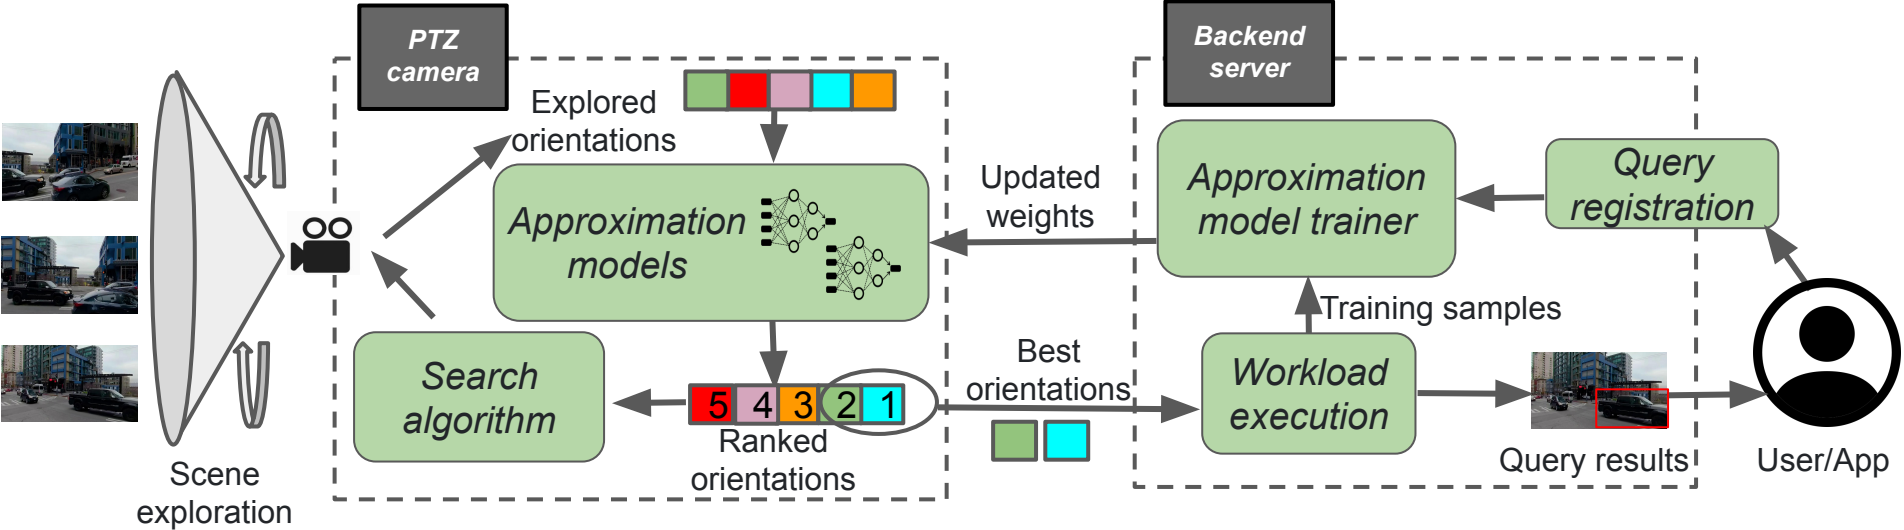 PTZ
camera
Backend
server
Explored
orientations
Approximation
models
Updated
weights
Approximation
model trainer
Query
registration
Training samples
Search
algorithm
5 4 3 2 1
Ranked
orientations
Best
orientations
Workload
execution
Query results
User/App
Scene
exploration